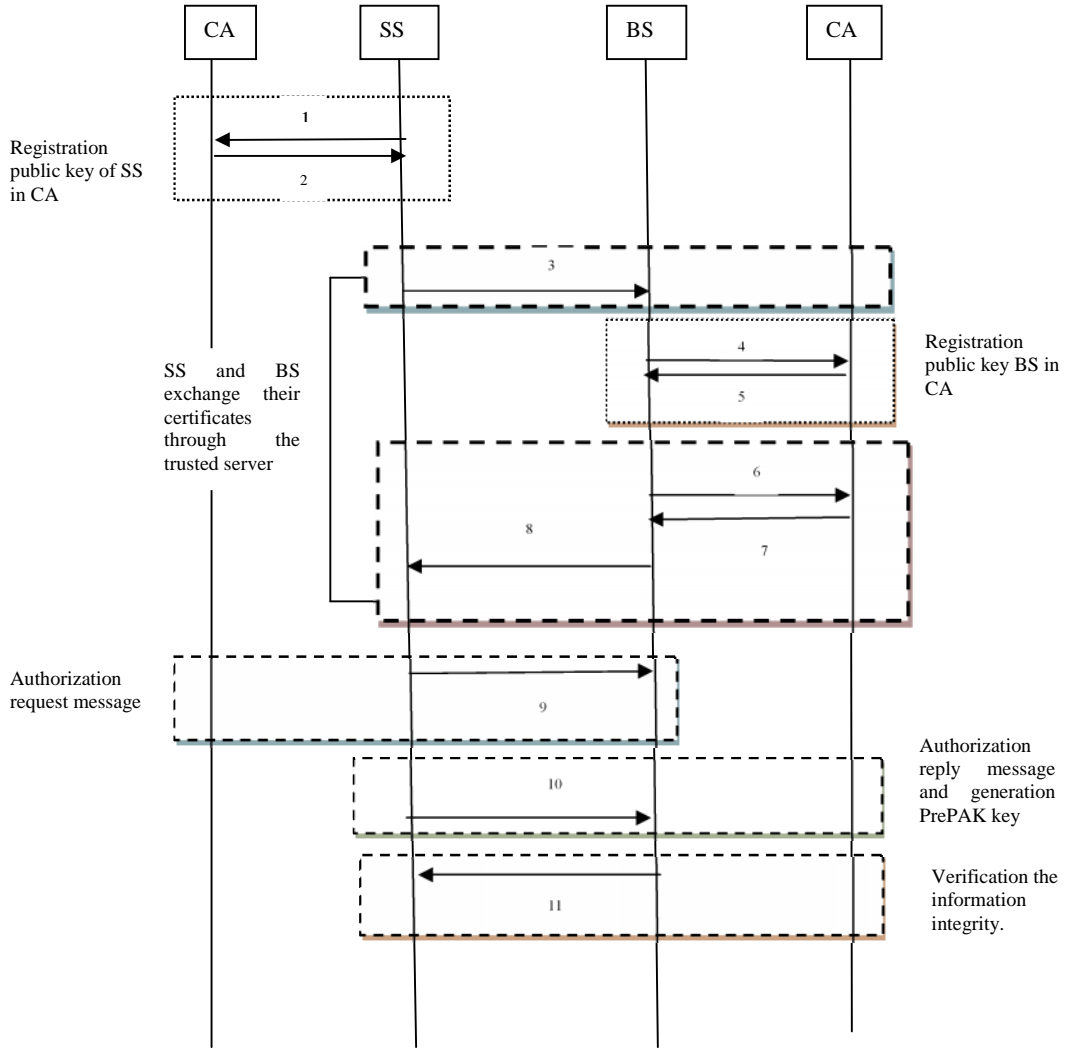 CA
SS
BS
CA
1
Registration
public key of SS
in CA
2
3
4
Registration
public key BS in
CA
5
SS and BS
exchange their
certificates
through the
trusted server
6
7
8
Authorization
request message
9
Authorization
reply message
and generation
PrePAK key
10
Verification the
information
integrity.
11